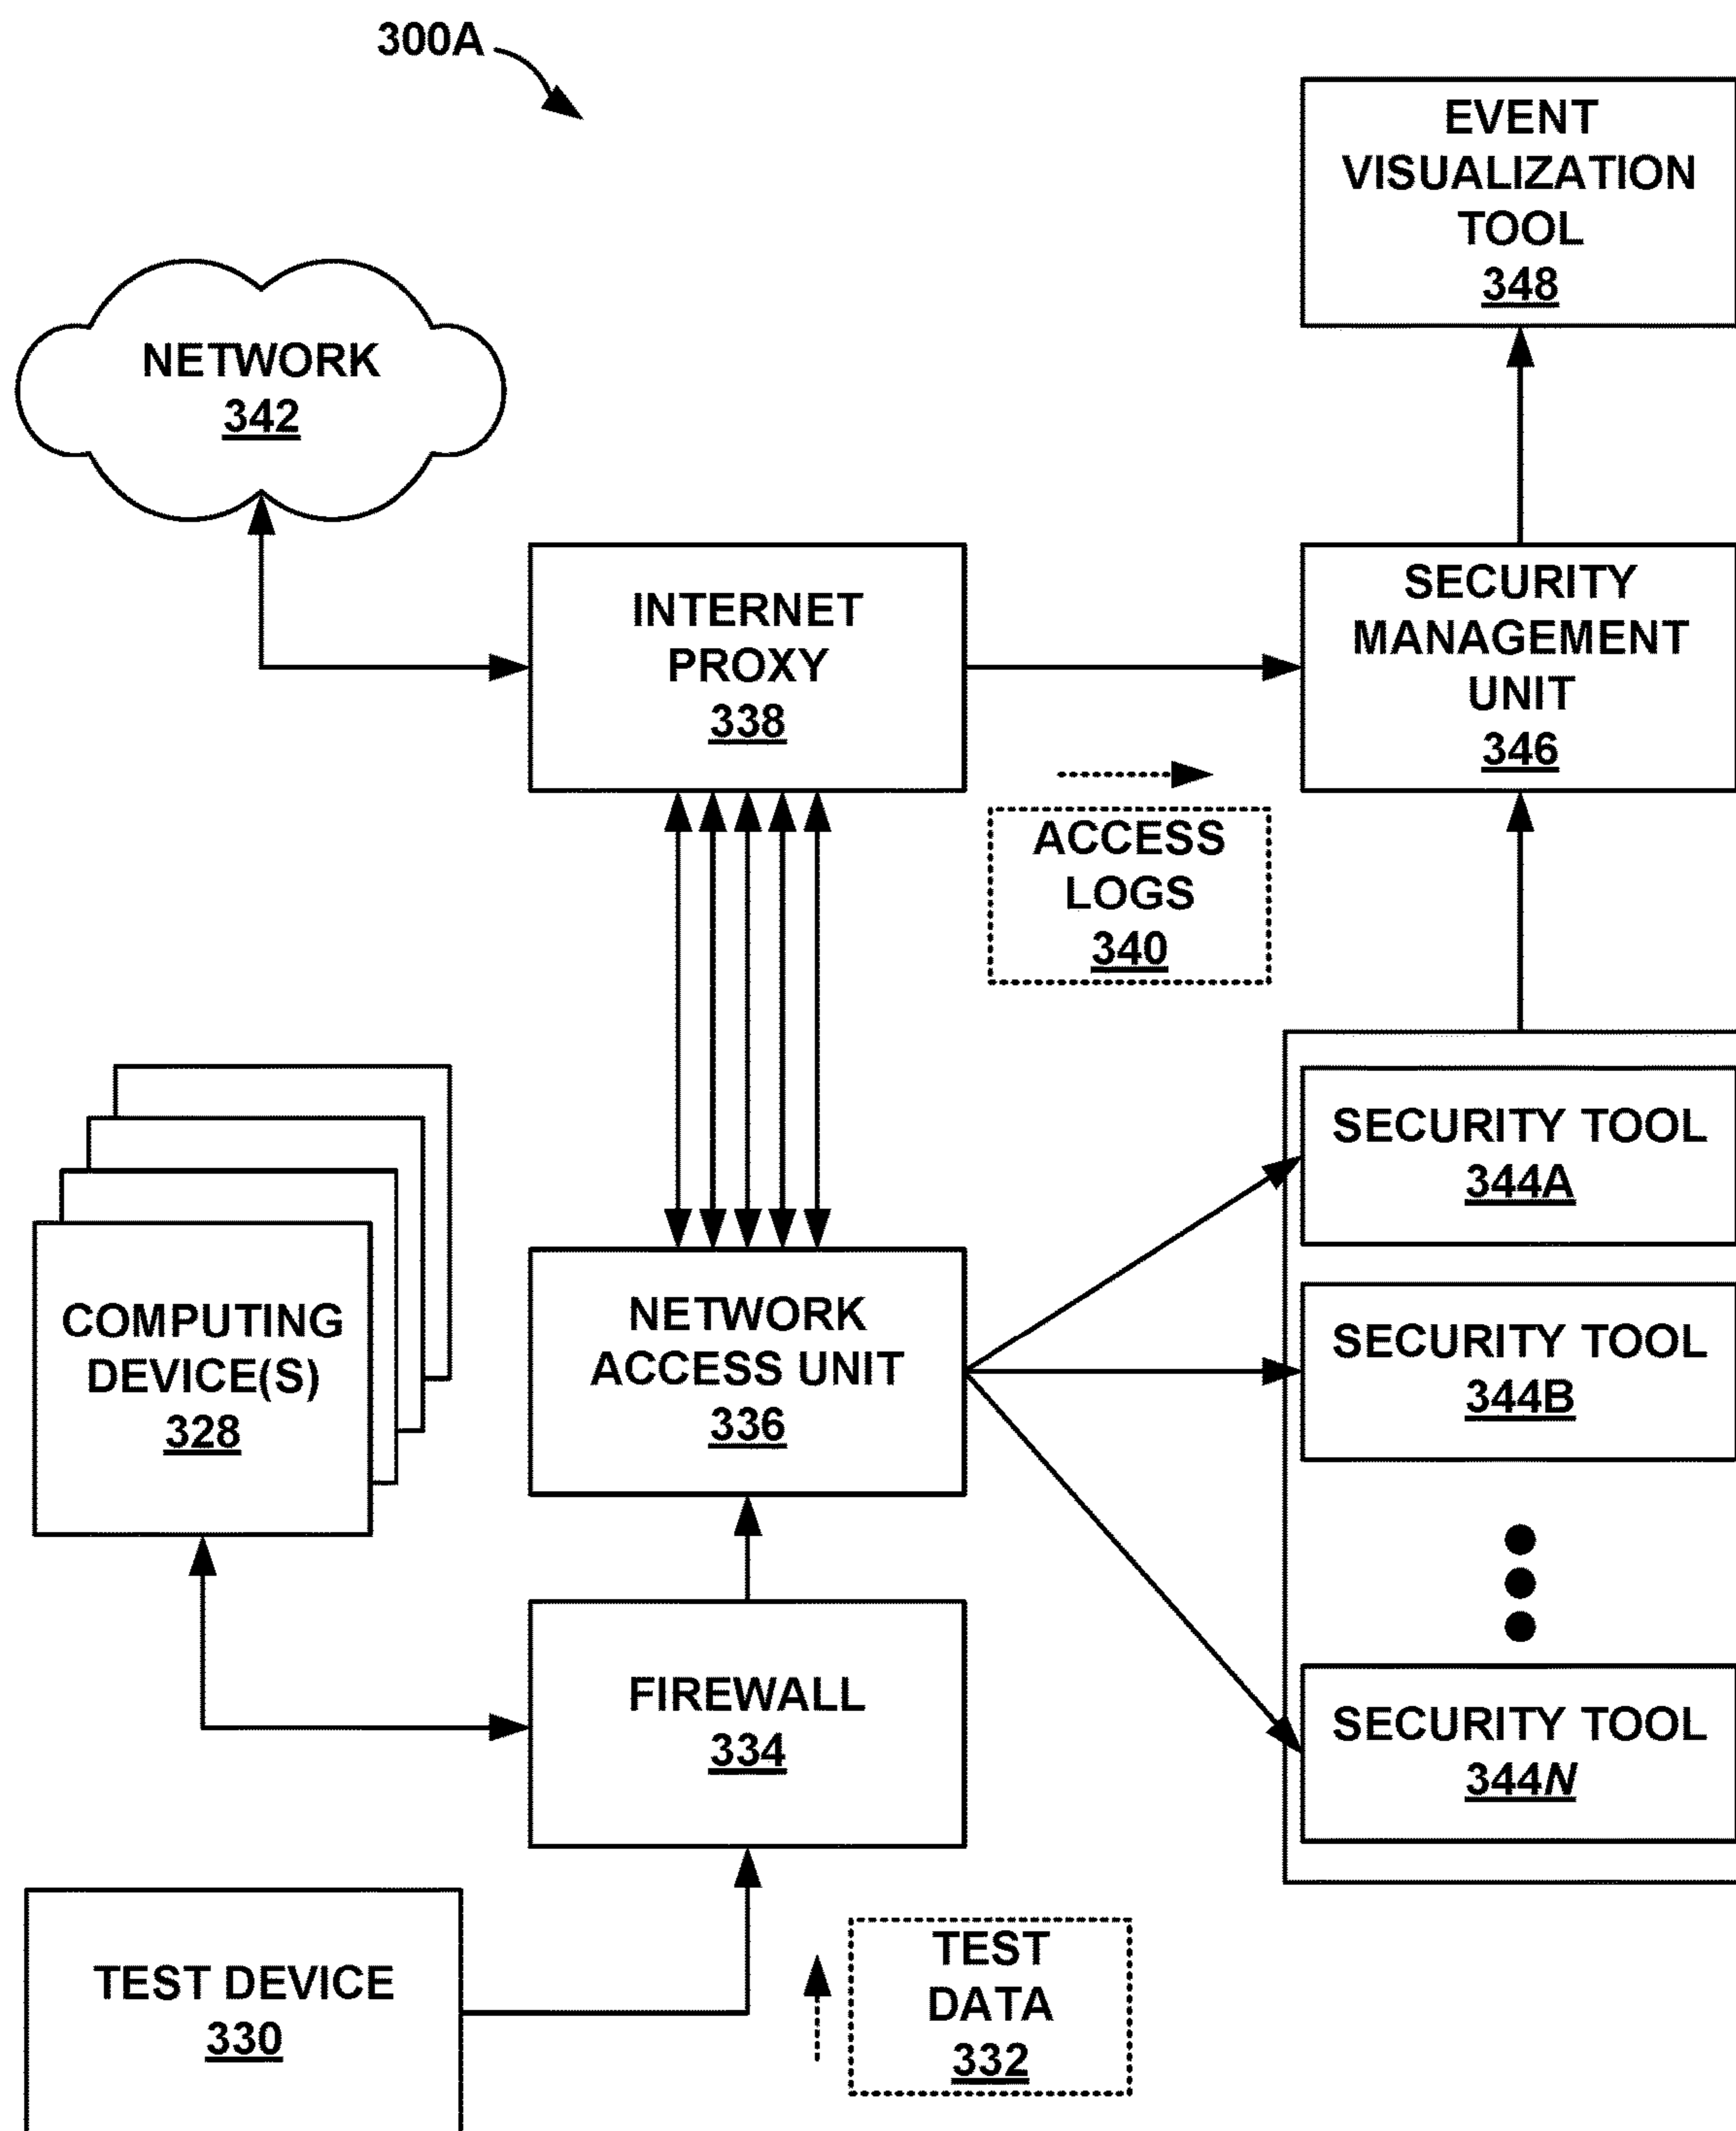 300A
EVENT
VISUALIZATION
TOOL
348
NETWORK
342
INTERNET
PROXY
338
SECURITY
MANAGEMENT
UNIT
346
ACCESS
LOGS
340
COMPUTING
DEVICE(S)
328
NETWORK
ACCESS UNIT
336
SECURITY TOOL
344A
SECURITY TOOL
344B
SECURITY TOOL
344N
FIREWALL
334
TEST DEVICE
330
TEST
DATA
332